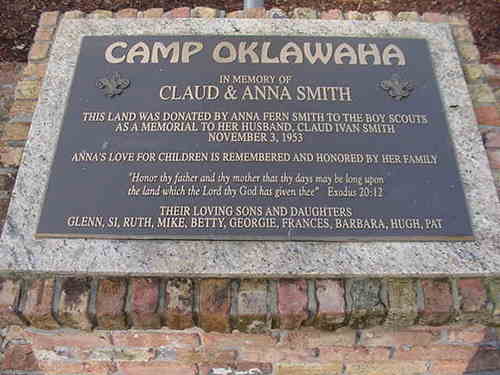 CAMP OKLAWAHA
IN MEMORY OF
CLAUD & ANNA SMITH
THIS LAND WAS DONATED BY ANNA FERN SMITH TO THE BOY SCOUTS
AS A MEMORIAL TO HER HUSBAND, CLAUD IVAN SMITH
NOVEMBER 3, 1953
ANNA'S LOVE FOR CHILDREN IS REMEMBERED AND HONORED BY HER FAMILY
"Honor thy father and thy mother that thy days may be long upon
the land which the Lord thy God has given thee" Exodus 20:12
THEIR LOVING SONS AND DAUGHTERS
GLENN, SI, RUTH, MIKE, BETTY, GEORGIE, FRANCES, BARBARA, HUGH, PAT